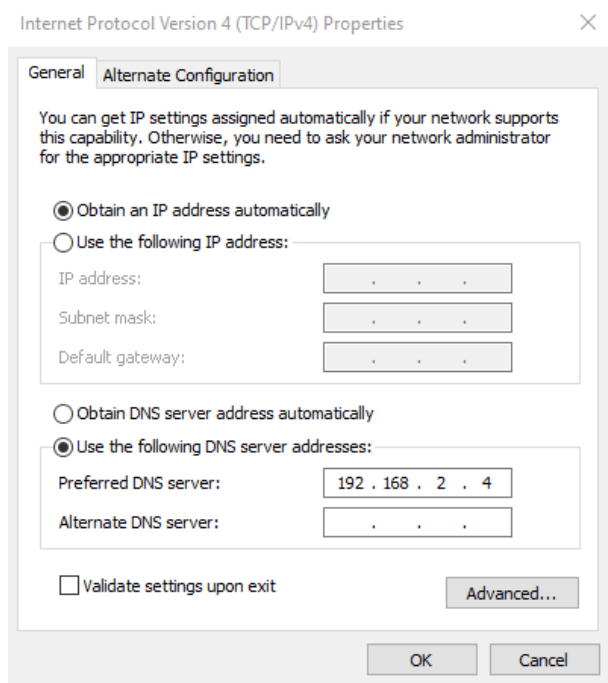 Internet Protocol Version 4 (TCP/IPv4) Properties
General
Alternate Configuration
You can get IP settings assigned automatically if your network supports
this capability. Otherwise, you need to ask your network administrator
for the appropriate IP settings.
Obtain an IP address automatically
Use the following IP address:
IP address:
. . .
Subnet mask:
. . .
Default gateway:
. . .
Obtain DNS server address automatically
Use the following DNS server addresses:
Preferred DNS server:
192 . 168 . 2 . 4
Alternate DNS server:
. . .
Validate settings upon exit
Advanced...
OK
Cancel